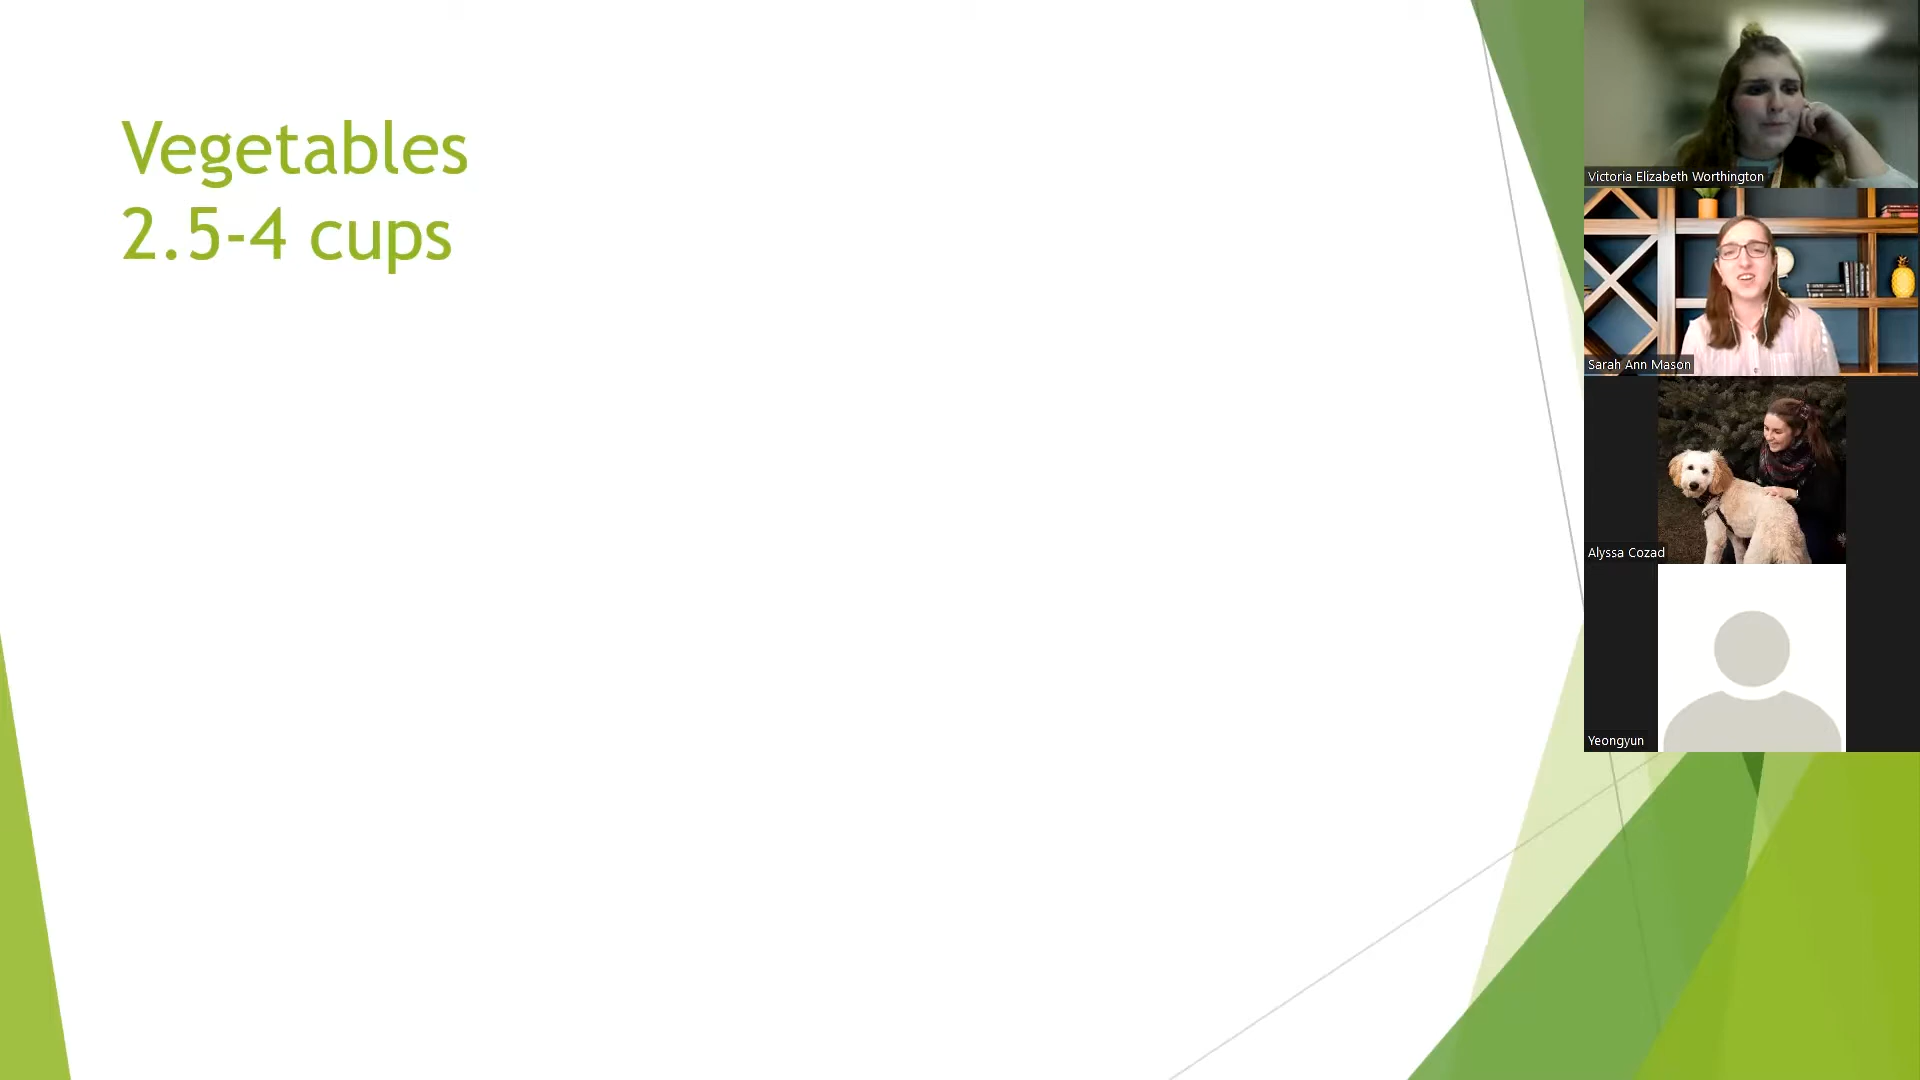 Vegetables
2.5-4 cups
Victoria Elizabeth Worthington
Sarah Ann Mason
Alyssa Cozad
Yeongyun